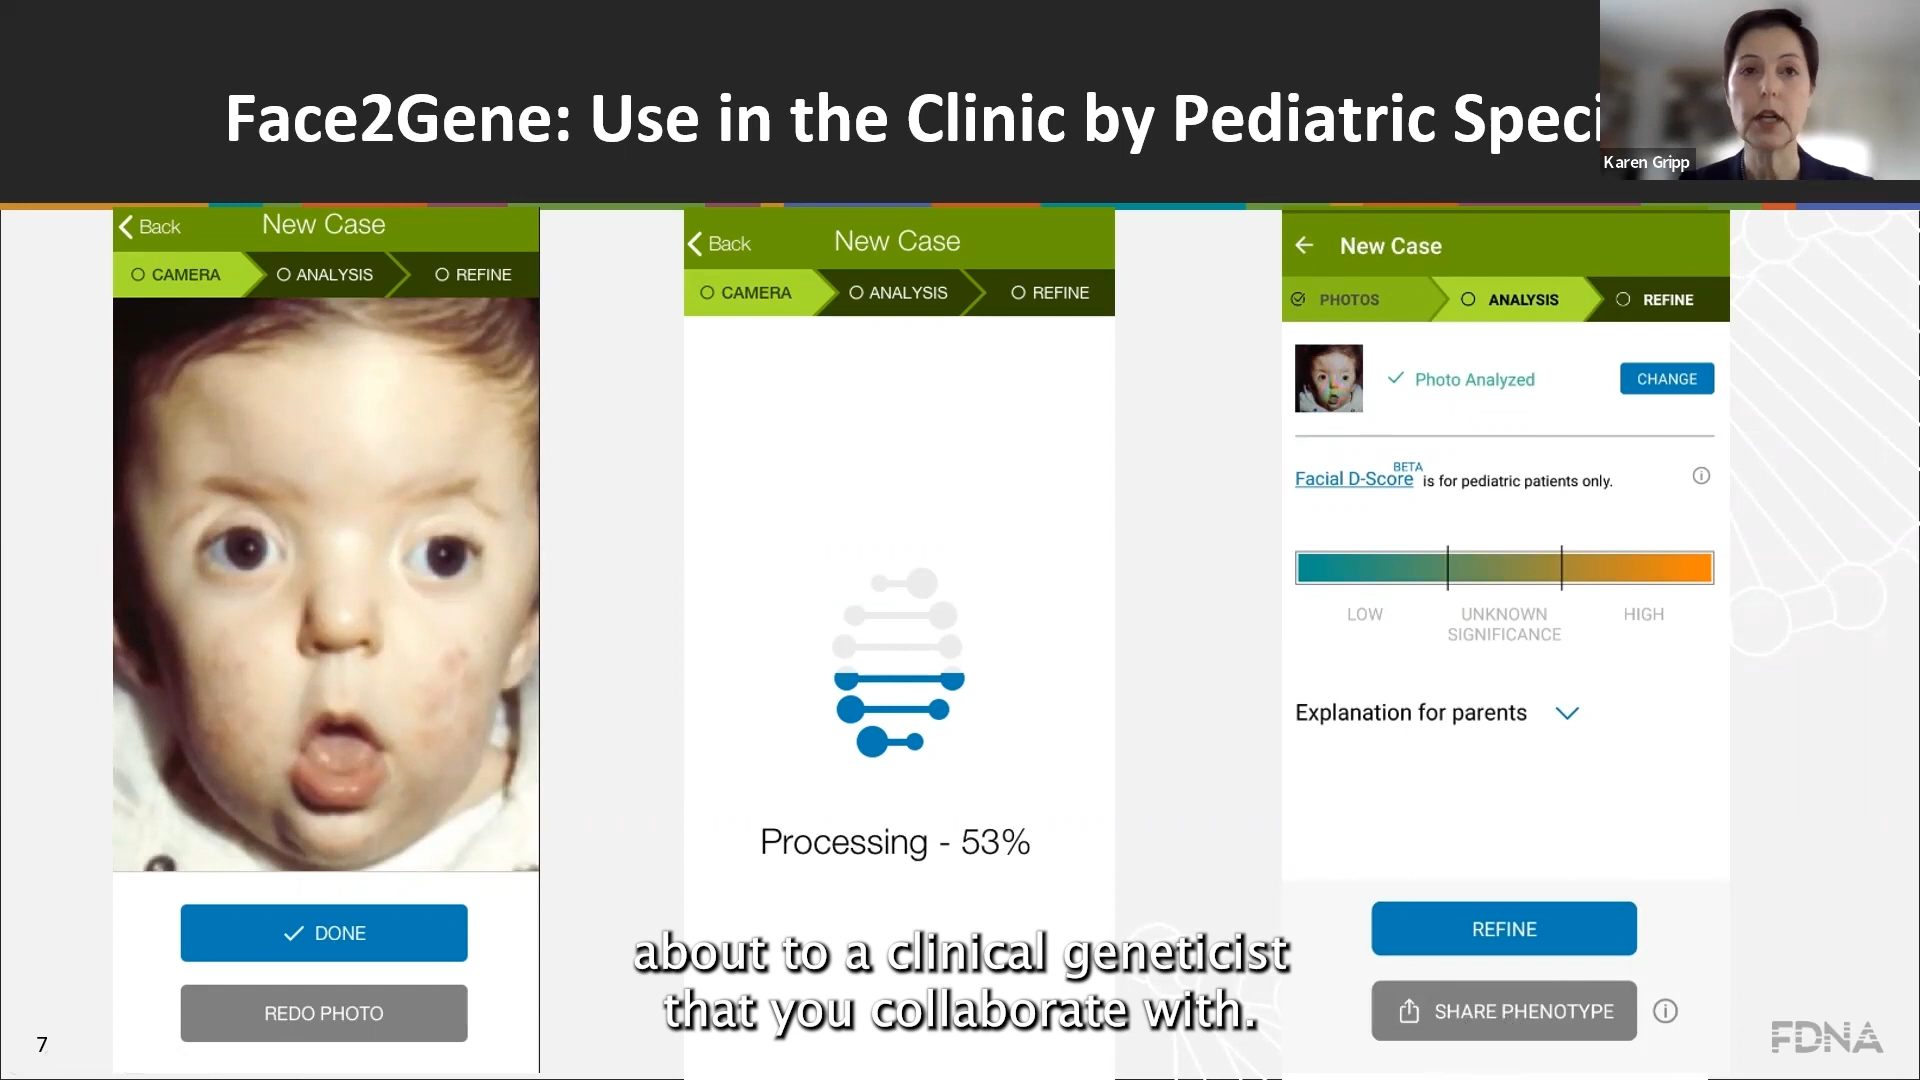 Face2Gene: Use in the Clinic by Pediatric Speci
Karen Gripp
Back
New Case
CAMERA
ANALYSIS
REFINE
DONE
REDO PHOTO
Back
New Case
CAMERA
ANALYSIS
REFINE
Processing - 53%
New Case
PHOTOS
ANALYSIS
REFINE
Photo Analyzed
CHANGE
Facial D-Score BETA is for pediatric patients only.
LOW
UNKNOWN
SIGNIFICANCE
HIGH
Explanation for parents
REFINE
SHARE PHENOTYPE
about to a clinical geneticist
that you collaborate with.
7
FDNA